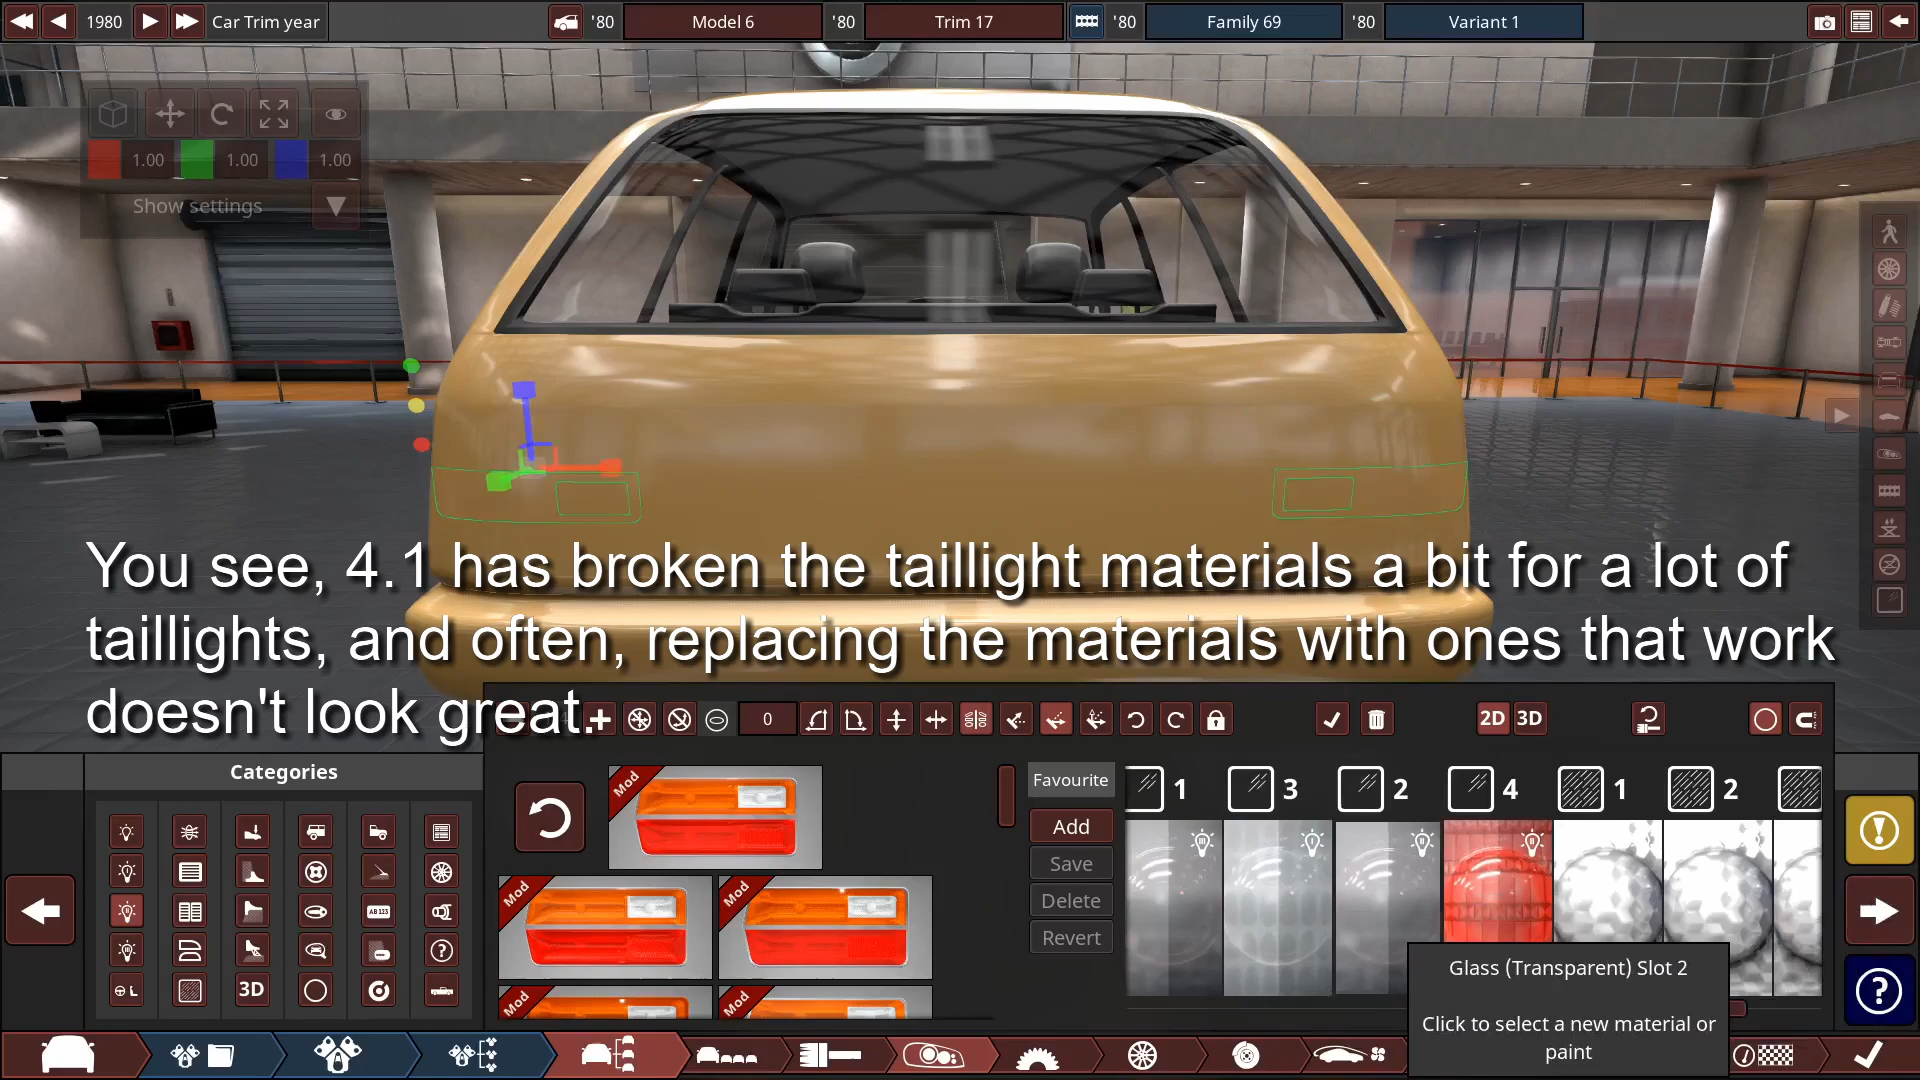 1980
Car Trim year
'80
Model 6
'80
Trim 17
'80
Family 69
'80
Variant 1
1.00
1.00
1.00
Show settings
You see, 4.1 has broken the taillight materials a bit for a lot of
taillights, and often, replacing the materials with ones that work
doesn't look great.
0
2D
3D
Categories
AB 123
3D
L
Mod
Mod
Mod
Mod
Mod
Favourite
Add
Save
Delete
Revert
1
3
2
4
1
2
Glass (Transparent) Slot 2
Click to select a new material or
paint